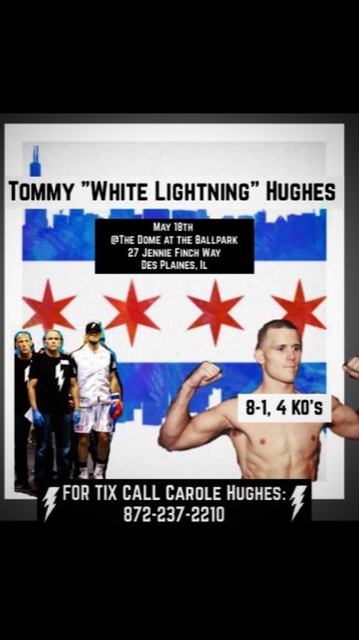 Tommy "White Lightning" Hughes
May 18th
@The Dome at the Ballpark
27 Jennie Finch Way
Des Plaines, IL
8-1, 4 KO's
FOR TIX CALL Carole Hughes:
872-237-2210